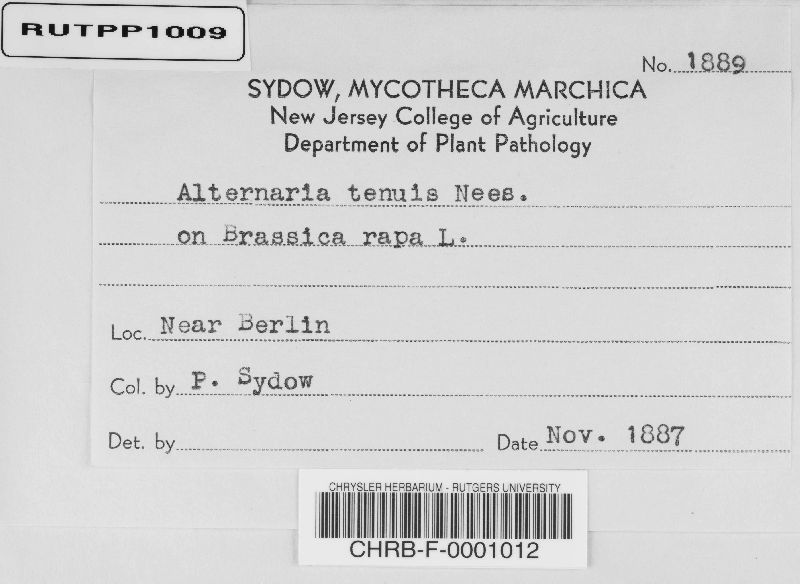 RUTPP1009
No. 1889
SYDOW, MYCOTHECA MARCHICA
New Jersey College of Agriculture
Department of Plant Pathology
Alternaria tenuis Nees.
on Brassica rapa L.
Loc. Near Berlin
Col. by P. Sydow
Det. by
Date Nov. 1887
CHRYSLER HERBARIUM - RUTGERS UNIVERSITY
CHRB-F-0001012